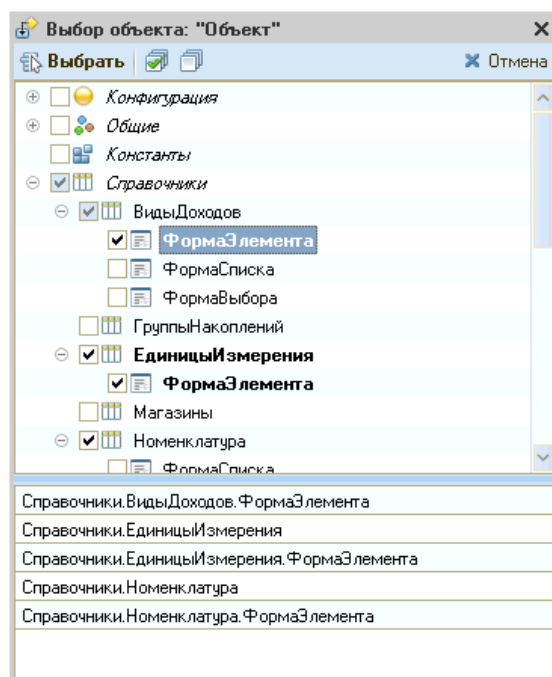 Выбор объекта: "Объект"
Выбрать Отмена
Конфигурация
Общие
Константы
Справочники
ВидыДоходов
ФормаЭлемента
ФормаСписка
ФормаВыбора
ГруппыНакоплений
ЕдиницыИзмерения
ФормаЭлемента
Магазины
Номенклатура
ФормаСписка
Справочники.ВидыДоходов.ФормаЭлемента
Справочники.ЕдиницыИзмерения
Справочники.ЕдиницыИзмерения.ФормаЭлемента
Справочники.Номенклатура
Справочники.Номенклатура.ФормаЭлемента